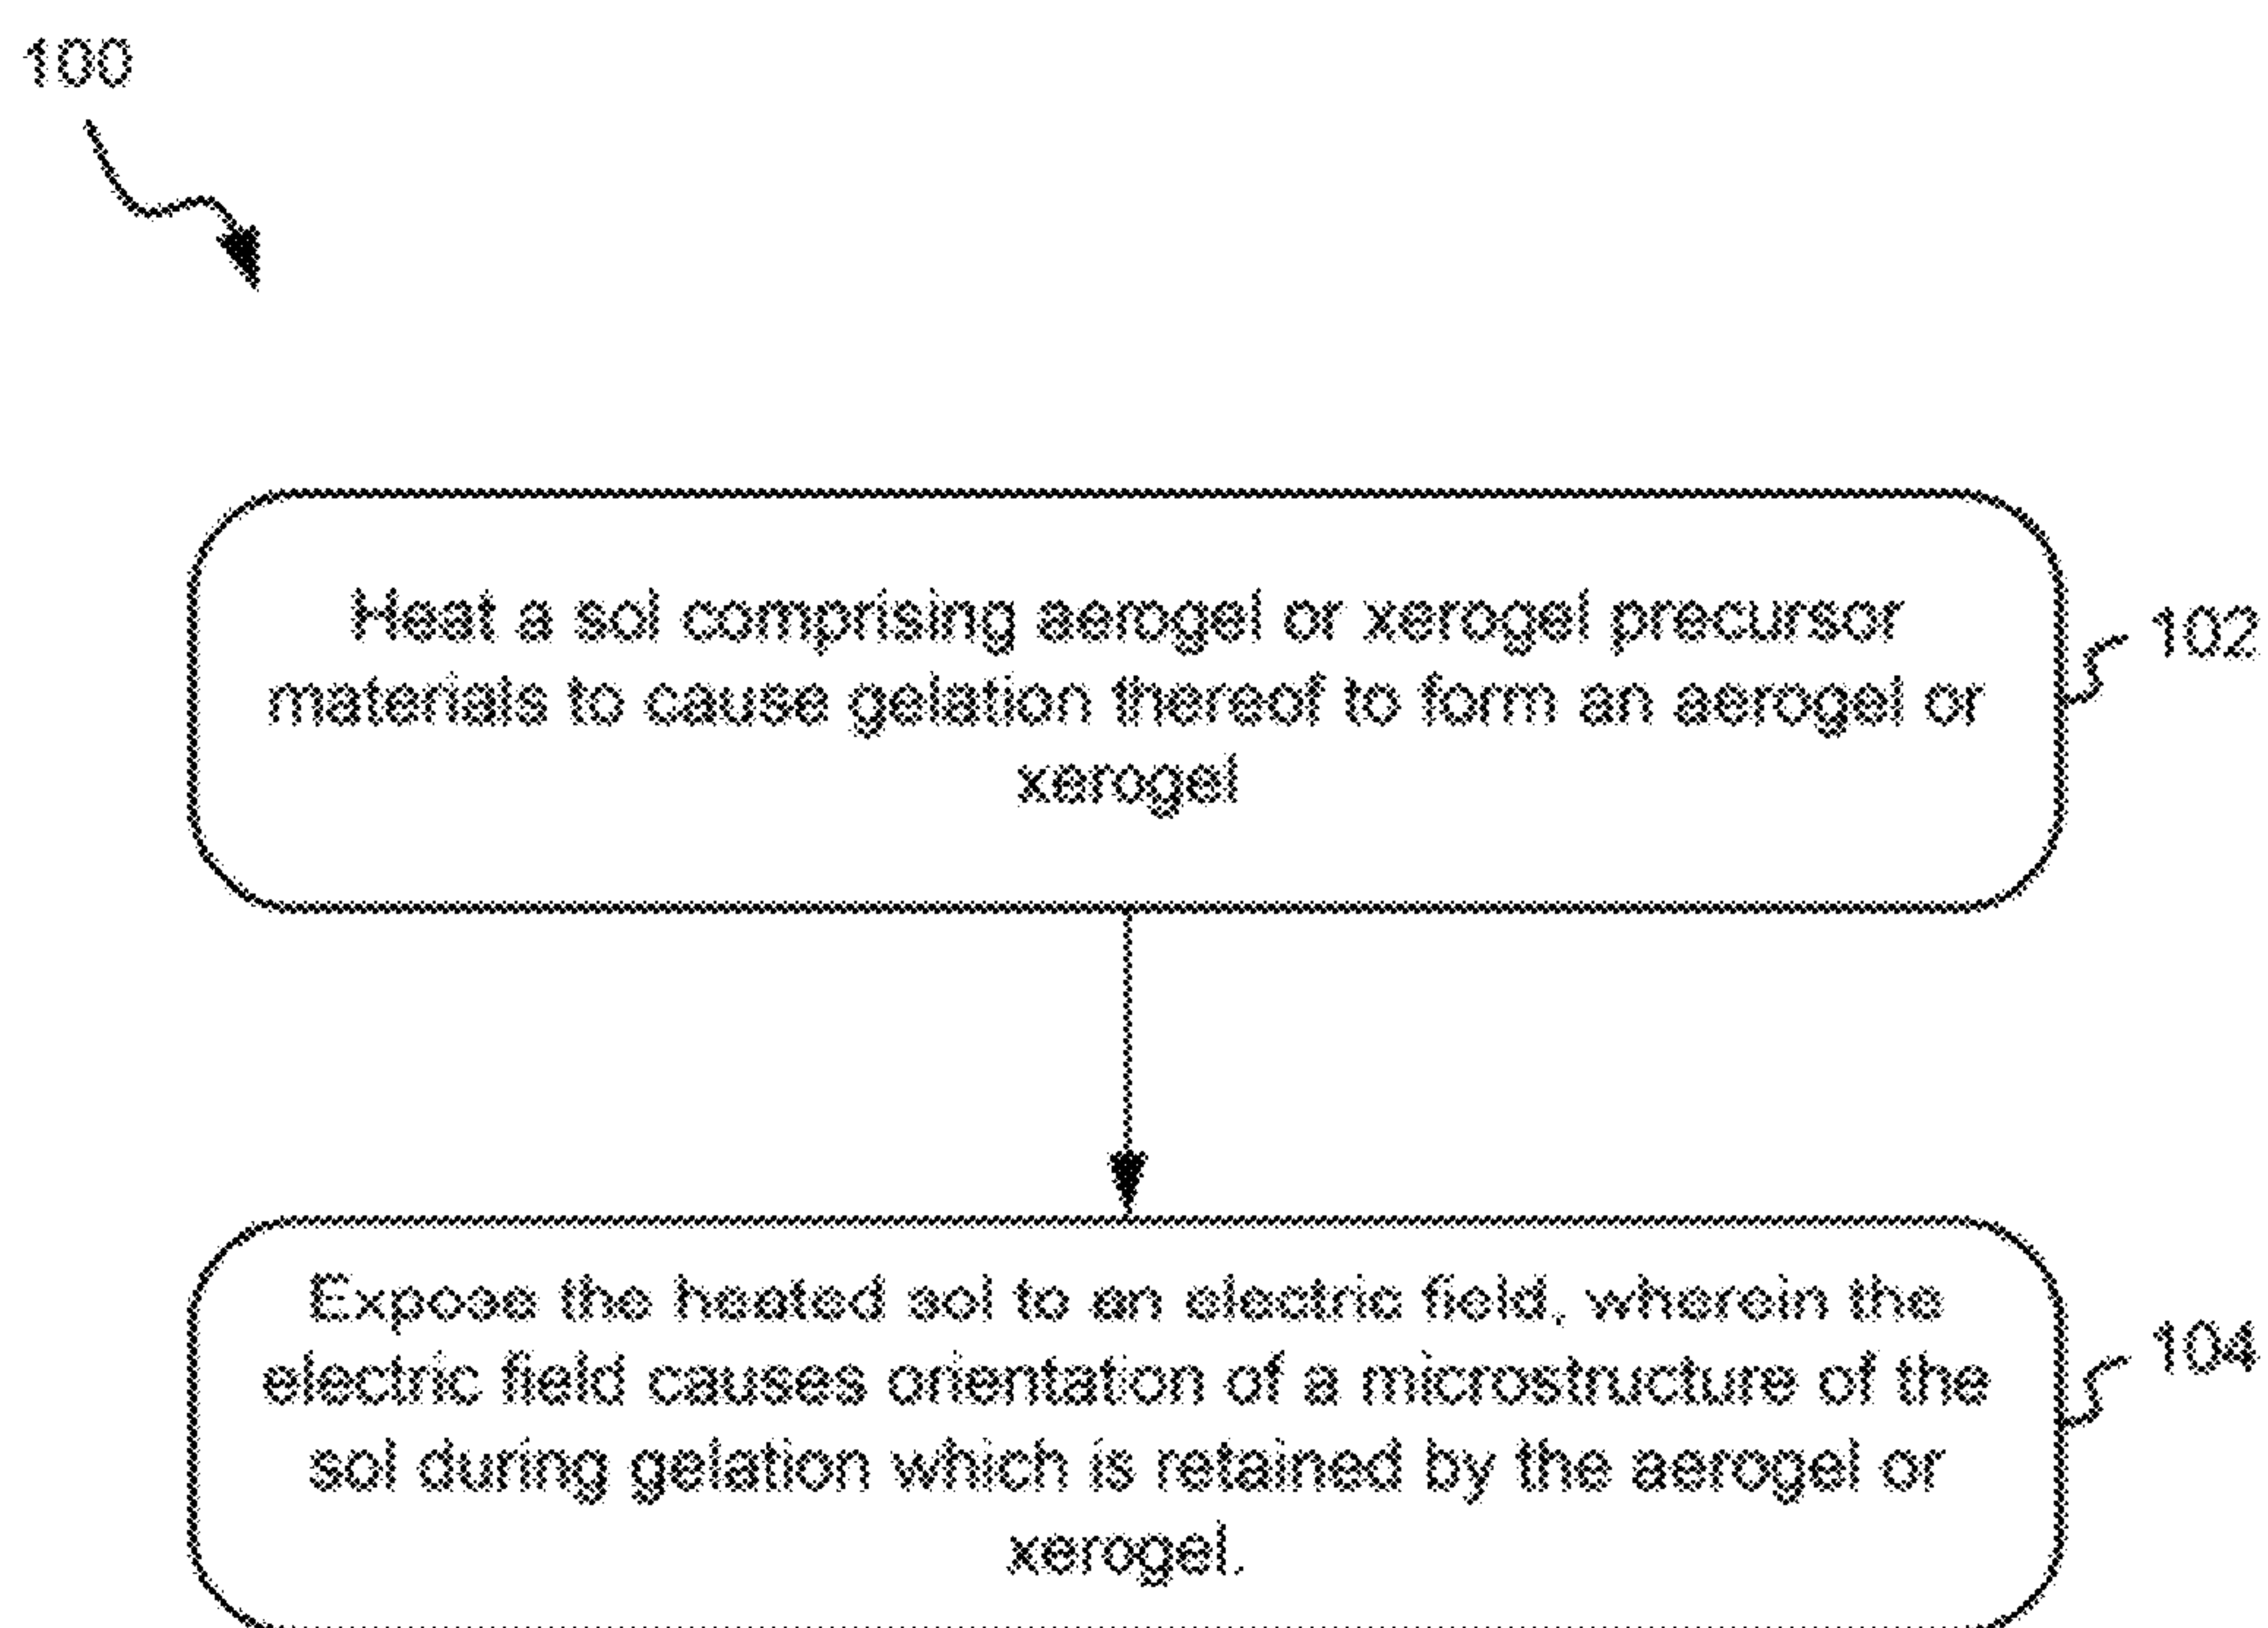 100
Heat a sol comprising aerogel or xerogel precursor
materials to cause gelation thereof to form an aerogel or
xerogel
102
Expose the heated sol to an electric field, wherein the
electric field causes orientation of a microstructure of the
sol during gelation which is retained by the aerogel or
xerogel.
104